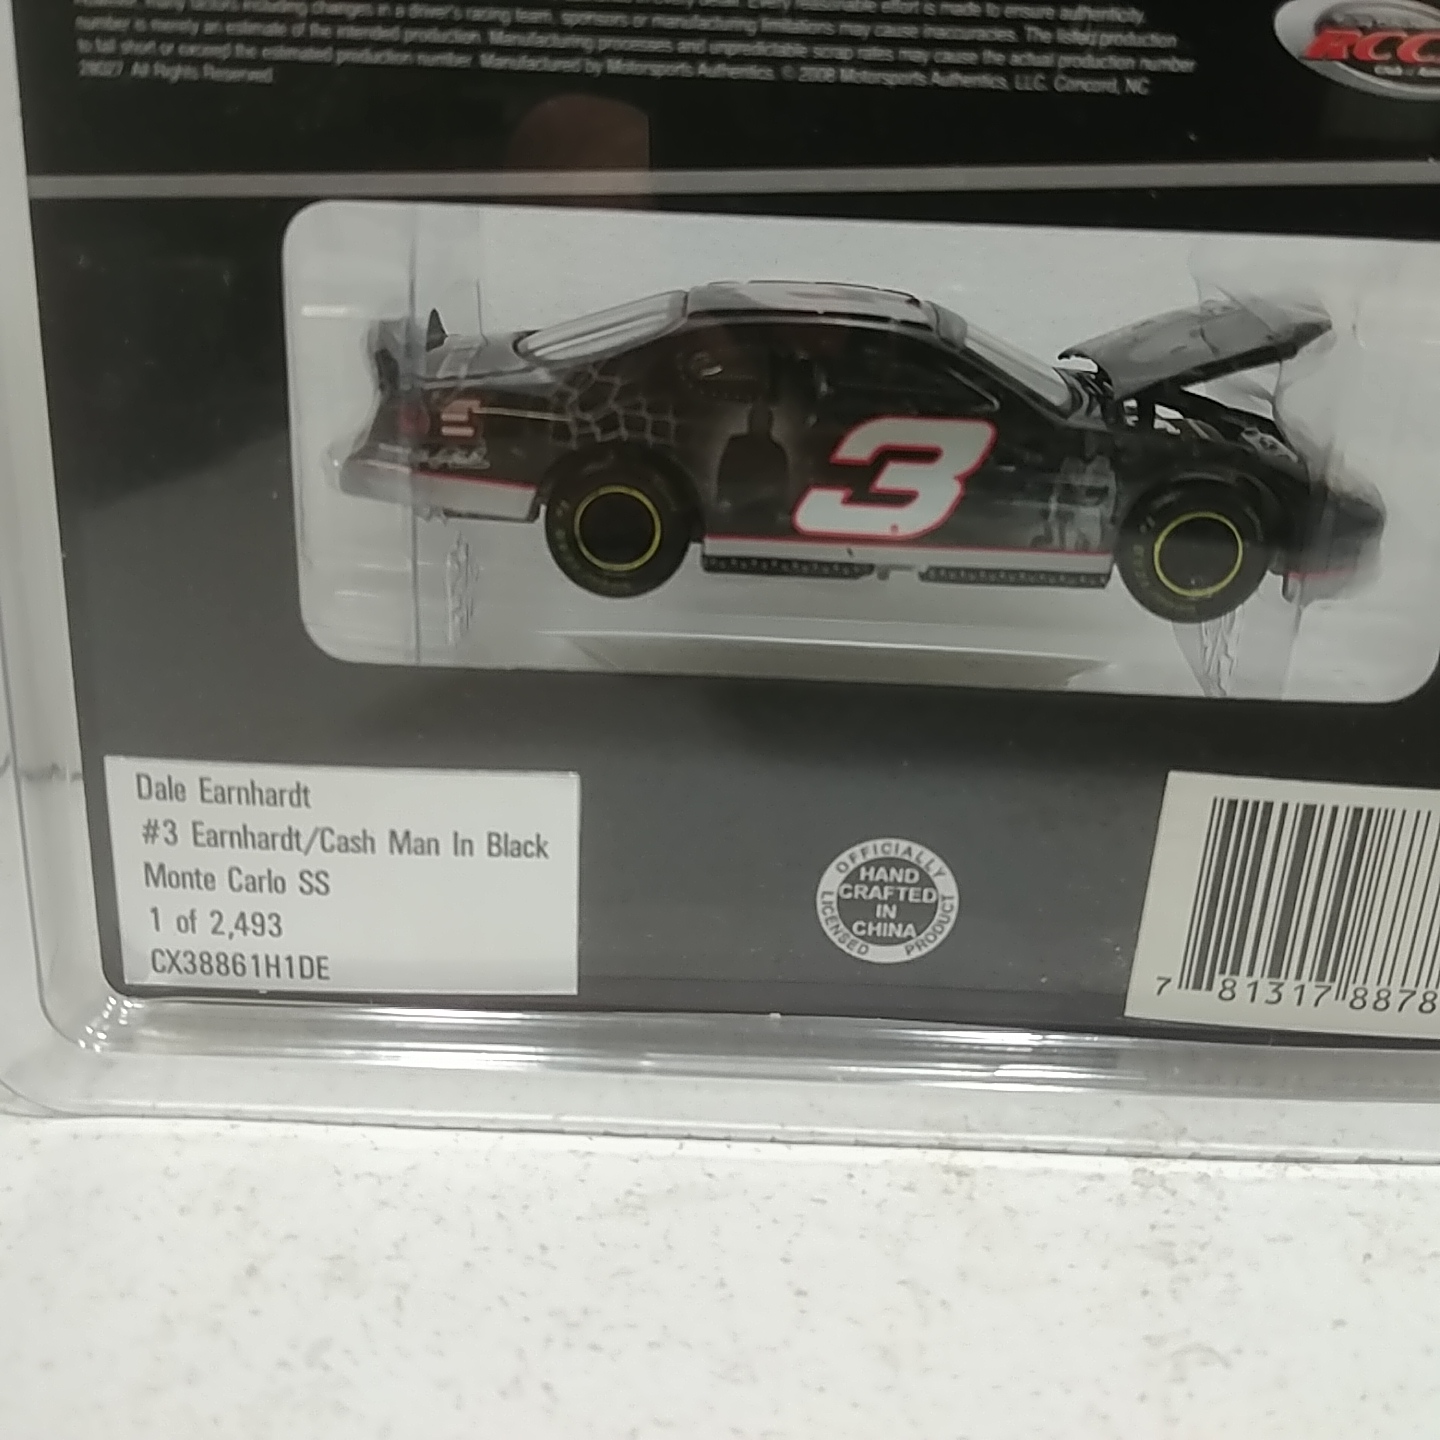 changes in a driver's racing team, sponsors or manufacturing limitations may cause inaccuracies. The listed production
number is merely an estimate of the intended production. Manufacturing processes and unpredictable scrap rates may cause the actual production number
to fall short or exceed the estimated production number. Manufactured by Motorsports Authentics. © 2008 Motorsports Authentics, LLC. Concord, NC
28027. All Rights Reserved.
RCC
3
Dale Earnhardt
#3 Earnhardt/Cash Man In Black
Monte Carlo SS
1 of 2,493
CX38861H1DE
OFFICIALLY
HAND
CRAFTED
IN
CHINA
LICENSED PRODUCT
7 81317 8878